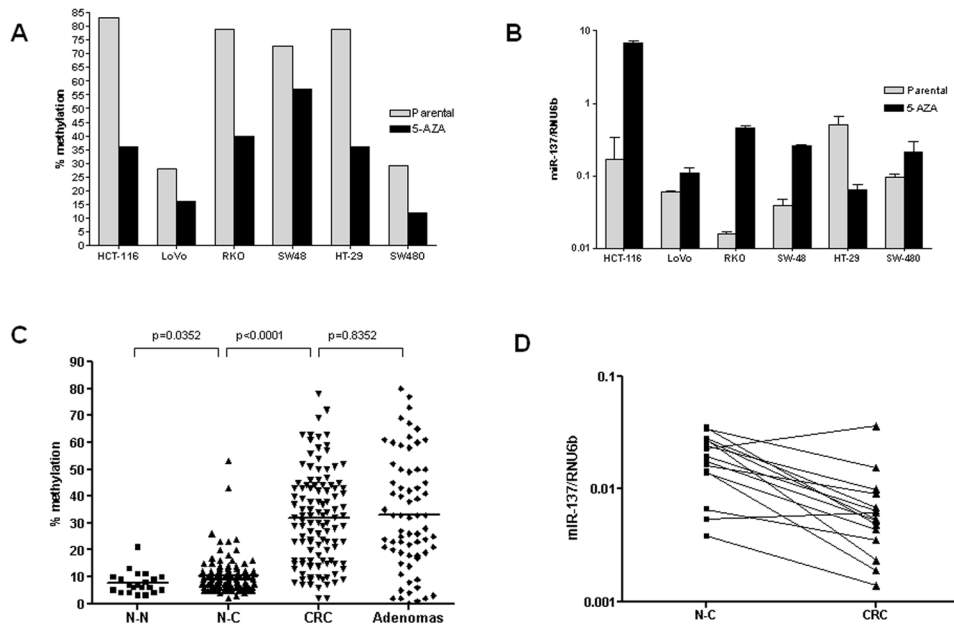 A
% methylation
85
80
75
70
65
60
55
50
45
40
35
30
25
20
15
10
5
0
Parental
5-AZA
HCT-116 LoVo RKO SW48 HT-29 SW480
B
miR-137/RNU6b
10
1
0.1
0.01
Parental
5-AZA
HCT-116 LoVo RKO SW-48 HT-29 SW-480
C
p=0.0352 p<0.0001 p=0.8352
% methylation
90
80
70
60
50
40
30
20
10
0
N-N N-C CRC Adenomas
D
miR-137/RNU6b
0.1
0.01
0.001
N-C CRC